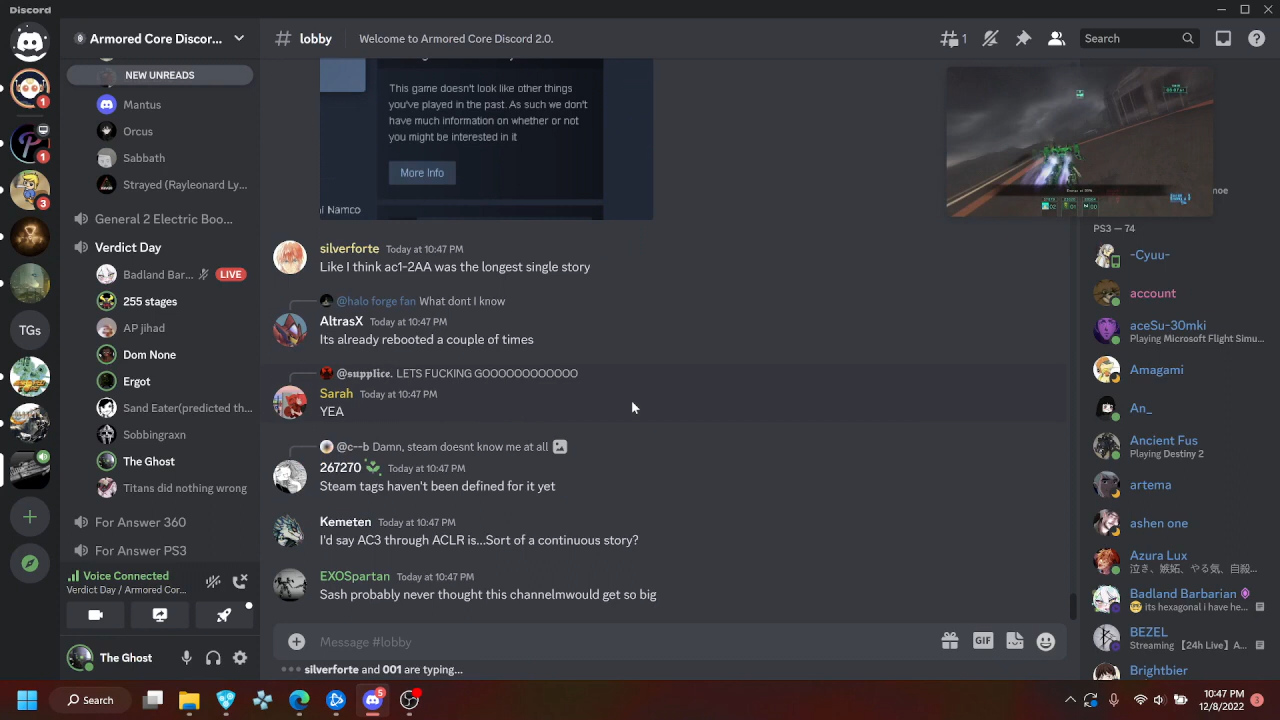 Discord
Armored Core Discor...
lobby
Welcome to Armored Core Discord 2.0.
1
Search
NEW UNREADS
Mantus
Orcus
Sabbath
Strayed (Rayleonard Ly...
General 2 Electric Boo...
Verdict Day
Badland Bar...
LIVE
255 stages
AP jihad
Dom None
Ergot
Sand Eater(predicted th...
Sobbingraxn
The Ghost
Titans did nothing wrong
For Answer 360
For Answer PS3
Voice Connected
Verdict Day / Armored Cor...
The Ghost
1
1
3
TGs
This game doesn't look like other things
you've played in the past. As such we don't
have much information on whether or not
you might be interested in it
More Info
i Namco
silverforte Today at 10:47 PM
Like I think ac1-2AA was the longest single story
@halo forge fan What dont I know
AltrasX Today at 10:47 PM
Its already rebooted a couple of times
@supplice. LETS FUCKING GOOOOOOOOOOOO
Sarah Today at 10:47 PM
YEA
@c--b Damn, steam doesnt know me at all
267270 Today at 10:47 PM
Steam tags haven't been defined for it yet
Kemeten Today at 10:47 PM
I'd say AC3 through ACLR is...Sort of a continuous story?
EXOSpartan Today at 10:47 PM
Sash probably never thought this channelmwould get so big
Message #lobby
GIF
silverforte and 001 are typing...
noe
PS3 — 74
-Cyuu-
account
aceSu-30mki
Playing Microsoft Flight Simu...
Amagami
An_
Ancient Fus
Playing Destiny 2
artema
ashen one
Azura Lux
泣き、嫉妬、やる気、自殺...
Badland Barbarian
its hexagonal i have he...
BEZEL
Streaming 【24h Live】 A...
Brightbier
Search
5
10:47 PM
12/8/2022
3